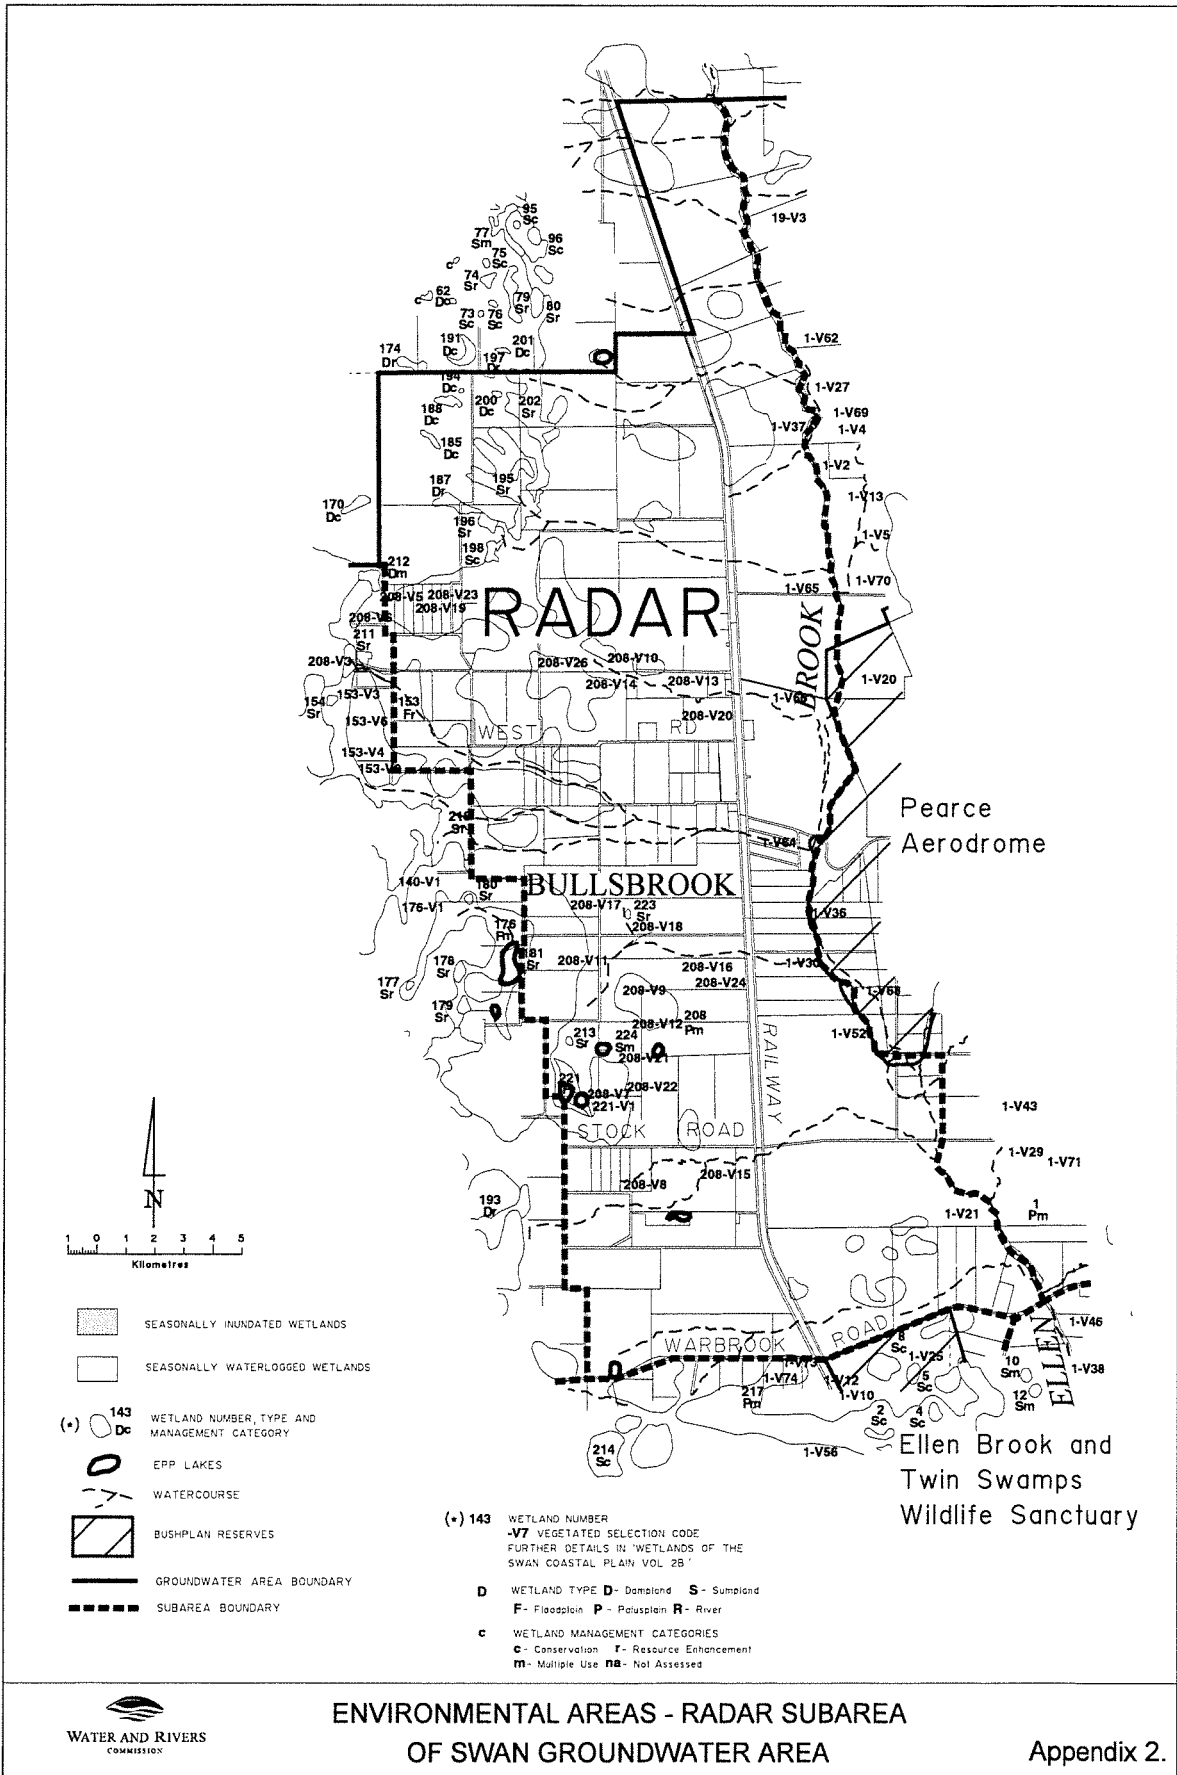 95
Sc
77
Sm
96
Sc
75
Sc
c
74
Sr
62
Dc
c
79
Sr
80
Sr
73
Sc
76
Sc
191
Dc
201
Dc
174
Dr
197
Dr
194
Dc
188
Dc
200
Dc
202
Sr
185
Dc
187
Dr
195
Sr
170
Dc
196
Sr
198
Sc
19-V3
1-V62
1-V27
1-V69
1-V37
1-V4
1-V2
1-V13
1-V5
1-V70
1-V65
212
Dm
208-V5
208-V23
208-V19
RADAR
211
Sr
208-V3
208-V26
208-V10
208-V14
208-V13
208-V20
BROOK
1-V20
154
Sr
153-V3
153
Fr
153-V6
WEST RD
153-V4
Pearce
Aerodrome
1-V64
140-V1
180
Sr
BULLSBROOK
176-V1
176
Pm
208-V17
223
Sr
208-V18
1-V36
178
Sr
81
Sr
208-V11
208-V16
1-V30
177
Sr
208-V24
1-V68
179
Sr
208-V9
208-V12
208
Pm
213
Sr
224
Sm
208-V21
1-V52
RAILWAY
221
208-V7
208-V22
221-V1
STOCK ROAD
1-V43
1-V29
1-V71
193
Dr
208-V8
208-V15
1-V21
1
Pm
N
1 0 1 2 3 4 5
Kilometres
WARBROOK ROAD
8
Sc
1-V25
5
Sc
10
Sm
12
Sm
ELLEN
1-V46
1-V38
1-V74
217
Pm
1-V12
1-V10
2
Sc
4
Sc
214
Sc
1-V56
Ellen Brook and
Twin Swamps
Wildlife Sanctuary
SEASONALLY INUNDATED WETLANDS
SEASONALLY WATERLOGGED WETLANDS
(*) 143
Dc
WETLAND NUMBER, TYPE AND
MANAGEMENT CATEGORY
EPP LAKES
WATERCOURSE
BUSHPLAN RESERVES
GROUNDWATER AREA BOUNDARY
SUBAREA BOUNDARY
(*) 143 WETLAND NUMBER
-V7 VEGETATED SELECTION CODE
FURTHER DETAILS IN 'WETLANDS OF THE
SWAN COASTAL PLAIN VOL 2B'
D WETLAND TYPE D- Dampland S- Sumpland
F- Floodplain P- Palusplain R- River
c WETLAND MANAGEMENT CATEGORIES
c- Conservation r- Resource Enhancement
m- Multiple Use na- Not Assessed
WATER AND RIVERS
COMMISSION
ENVIRONMENTAL AREAS - RADAR SUBAREA
OF SWAN GROUNDWATER AREA
Appendix 2.